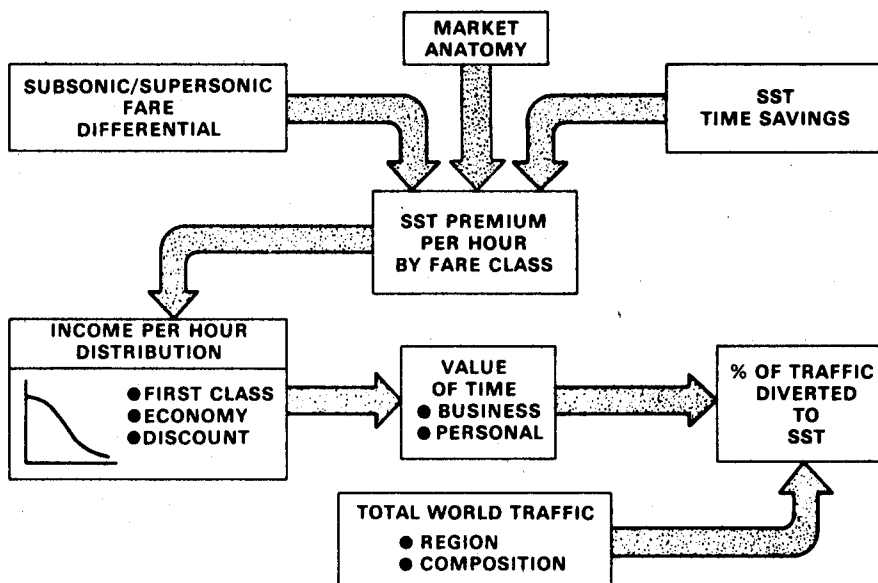 MARKET
ANATOMY
SUBSONIC/SUPERSONIC
FARE
DIFFERENTIAL
SST
TIME SAVINGS
SST PREMIUM
PER HOUR
BY FARE CLASS
INCOME PER HOUR
DISTRIBUTION
●FIRST CLASS
●ECONOMY
●DISCOUNT
VALUE
OF TIME
● BUSINESS
● PERSONAL
% OF TRAFFIC
DIVERTED
TO
SST
TOTAL WORLD TRAFFIC
● REGION
● COMPOSITION